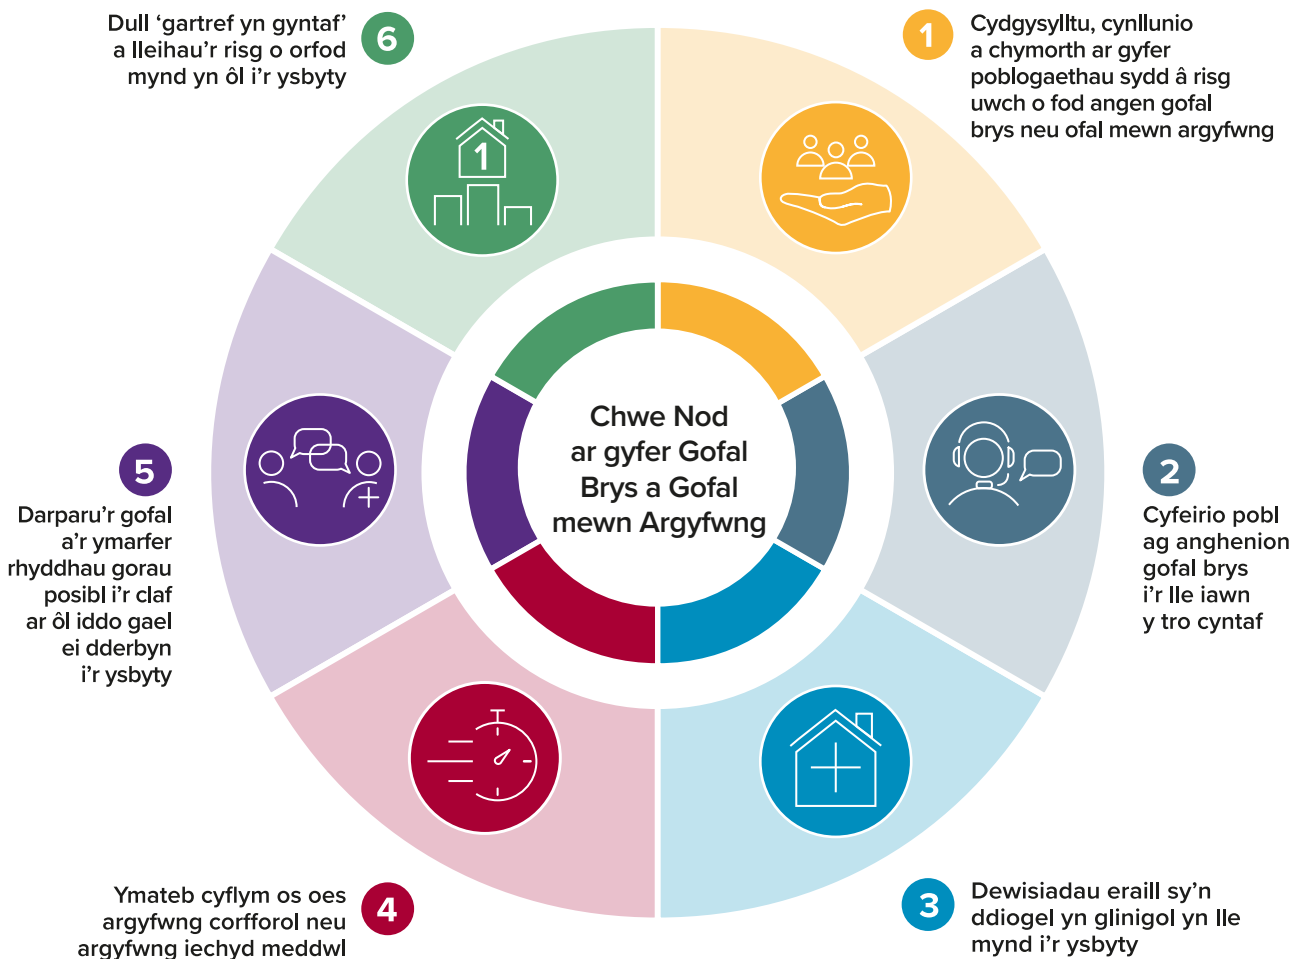 Chwe Nod
ar gyfer Gofal
Brys a Gofal
mewn Argyfwng
1
Cydgysylltu, cynllunio
a chymorth ar gyfer
poblogaethau sydd â risg
uwch o fod angen gofal
brys neu ofal mewn argyfwng
2
Cyfeirio pobl
ag anghenion
gofal brys
i'r lle iawn
y tro cyntaf
3
Dewisiadau eraill sy'n
ddiogel yn glinigol yn lle
mynd i'r ysbyty
4
Ymateb cyflym os oes
argyfwng corfforol neu
argyfwng iechyd meddwl
5
Darparu'r gofal
a'r ymarfer
rhyddhau gorau
posibl i'r claf
ar ôl iddo gael
ei dderbyn
i'r ysbyty
6
Dull ‘gartref yn gyntaf’
a lleihau'r risg o orfod
mynd yn ôl i'r ysbyty
1